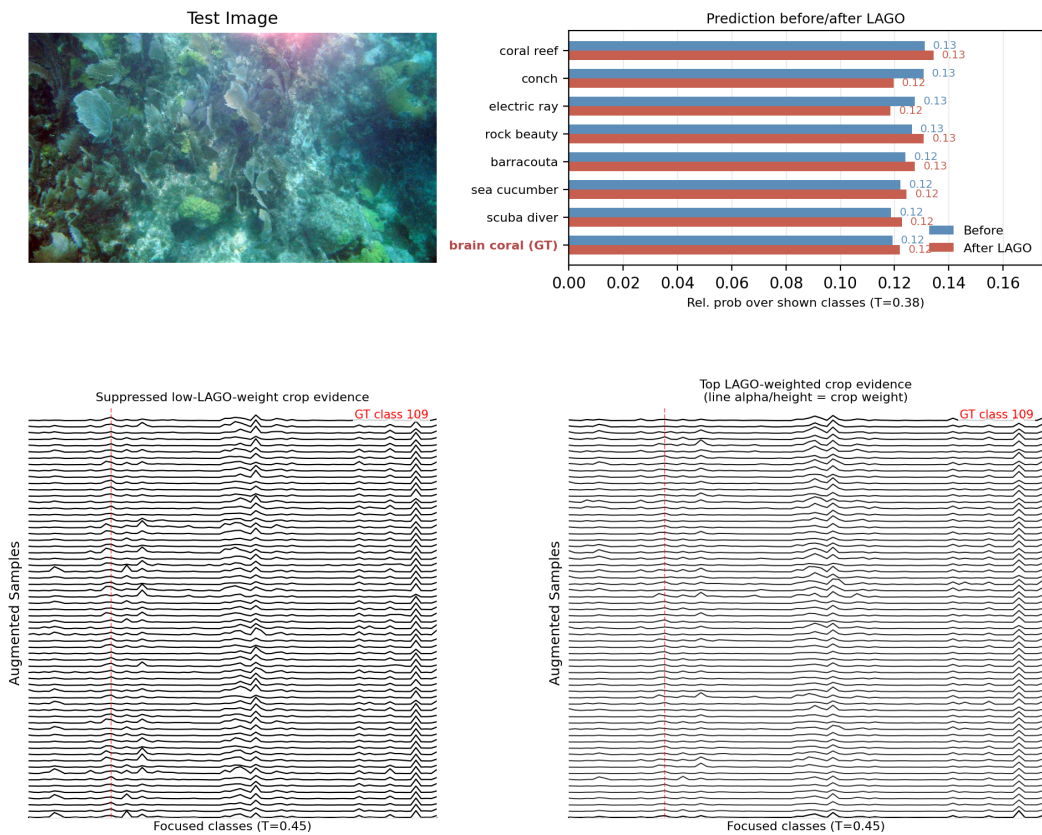 Test Image
Prediction before/after LAGO
coral reef
conch
electric ray
rock beauty
barracouta
sea cucumber
scuba diver
brain coral (GT)
0.13
0.13
0.13
0.12
0.13
0.12
0.13
0.13
0.12
0.13
0.12
0.12
0.12
0.12
0.12
0.12
Before
After LAGO
0.00 0.02 0.04 0.06 0.08 0.10 0.12 0.14 0.16
Rel. prob over shown classes (T=0.38)
Suppressed low-LAGO-weight crop evidence
GT class 109
Augmented Samples
Focused classes (T=0.45)
Top LAGO-weighted crop evidence
(line alpha/height = crop weight)
GT class 109
Augmented Samples
Focused classes (T=0.45)